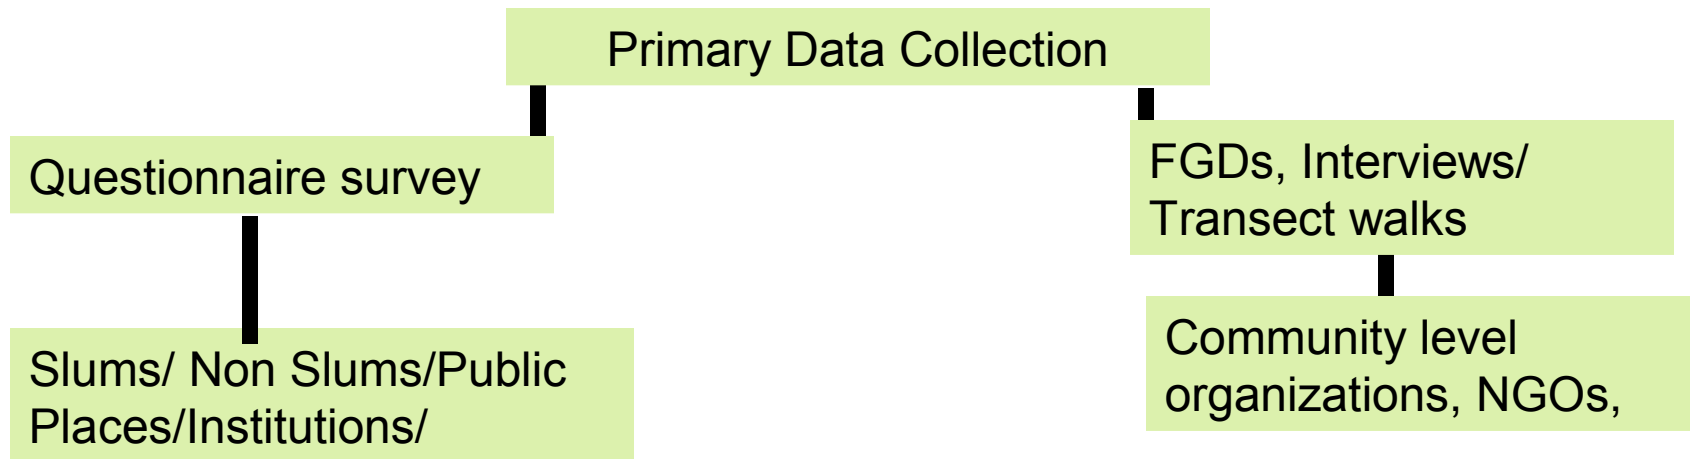 Primary Data Collection
Questionnaire survey
FGDs, Interviews/
Transect walks
Slums/ Non Slums/Public
Places/Institutions/
Community level
organizations, NGOs,